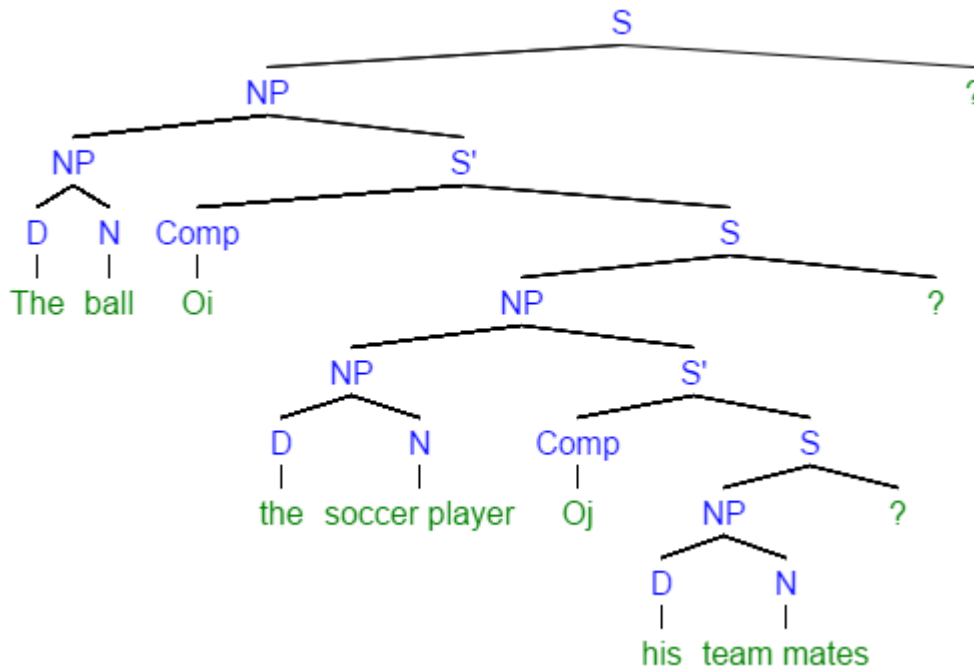 S
NP ?
NP S'
D N Comp S
The ball Oi NP ?
NP S'
D N Comp S
the soccer player Oj NP ?
D N
his team mates